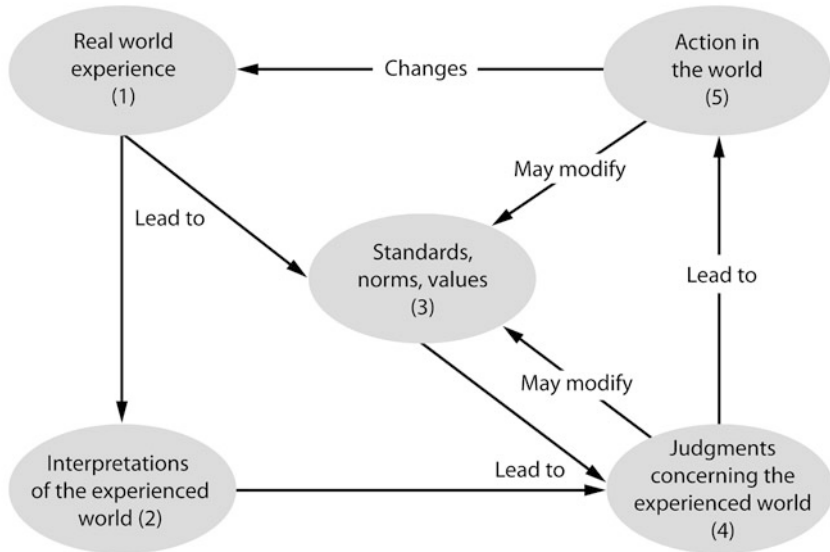 Real world
experience
(1)
Changes
Action in
the world
(5)
May modify
Lead to
Standards,
norms, values
(3)
Lead to
May modify
Interpretations
of the experienced
world (2)
Lead to
Judgments
concerning the
experienced world
(4)